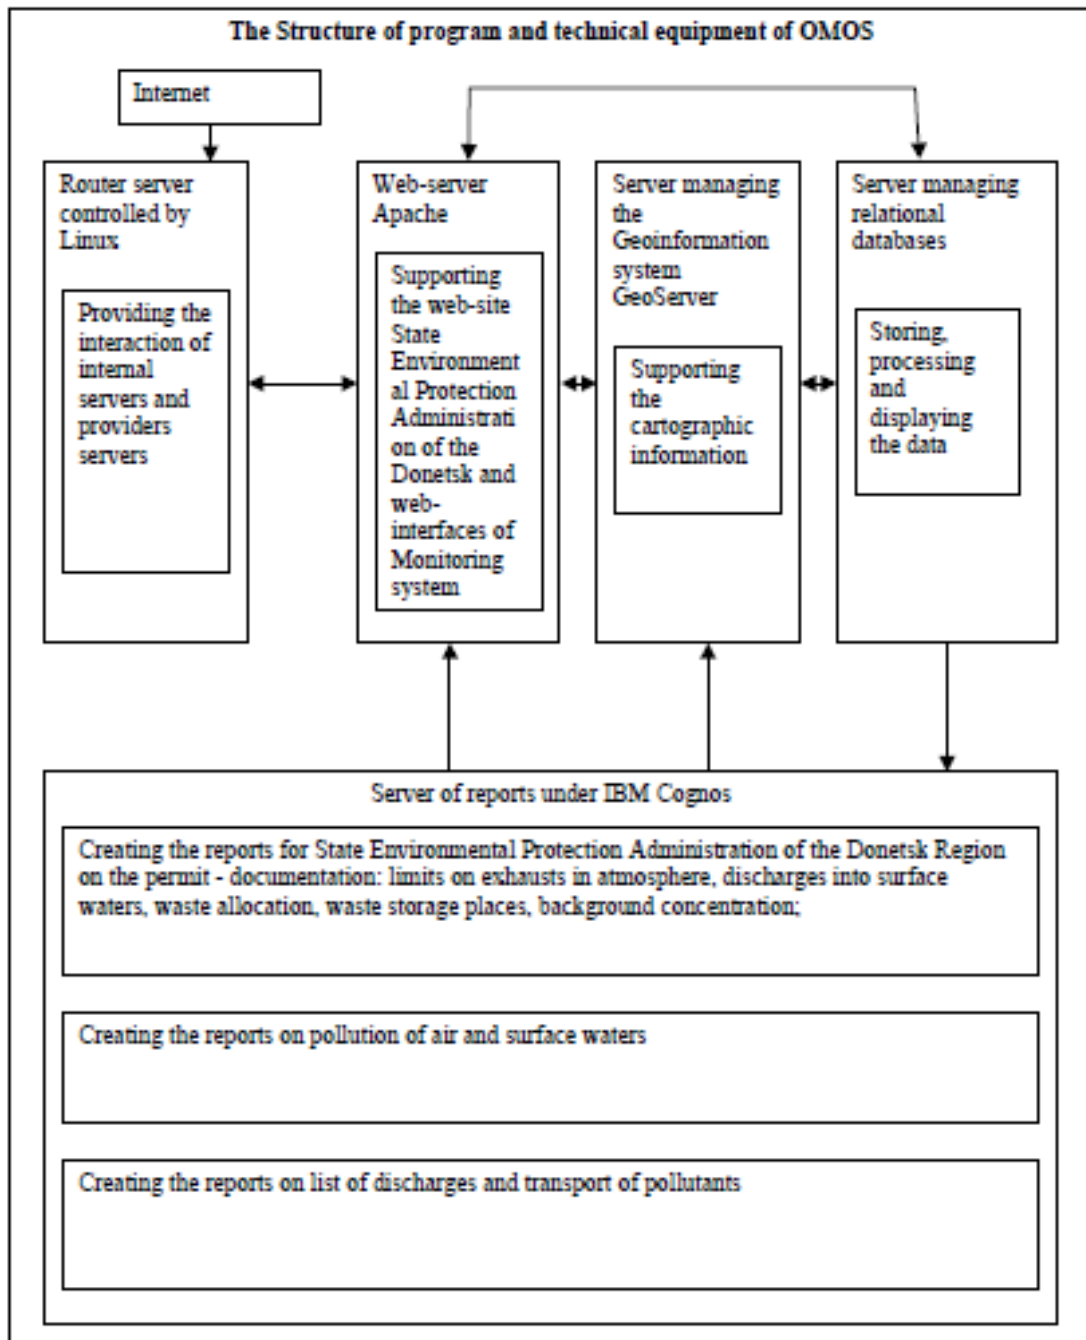 The Structure of program and technical equipment of OMOS
Internet
Router server
controlled by
Linux
Providing the
interaction of
internal
servers and
providers
servers
Web-server
Apache
Supporting
the web-site
State
Environment
al Protection
Administrati
on of the
Donetsk and
web-
interfaces of
Monitoring
system
Server managing
the
Geoinformation
system
GeoServer
Supporting
the
cartographic
information
Server managing
relational
databases
Storing,
processing
and
displaying
the data
Server of reports under IBM Cognos
Creating the reports for State Environmental Protection Administration of the Donetsk Region
on the permit - documentation: limits on exhausts in atmosphere, discharges into surface
waters, waste allocation, waste storage places, background concentration;
Creating the reports on pollution of air and surface waters
Creating the reports on list of discharges and transport of pollutants